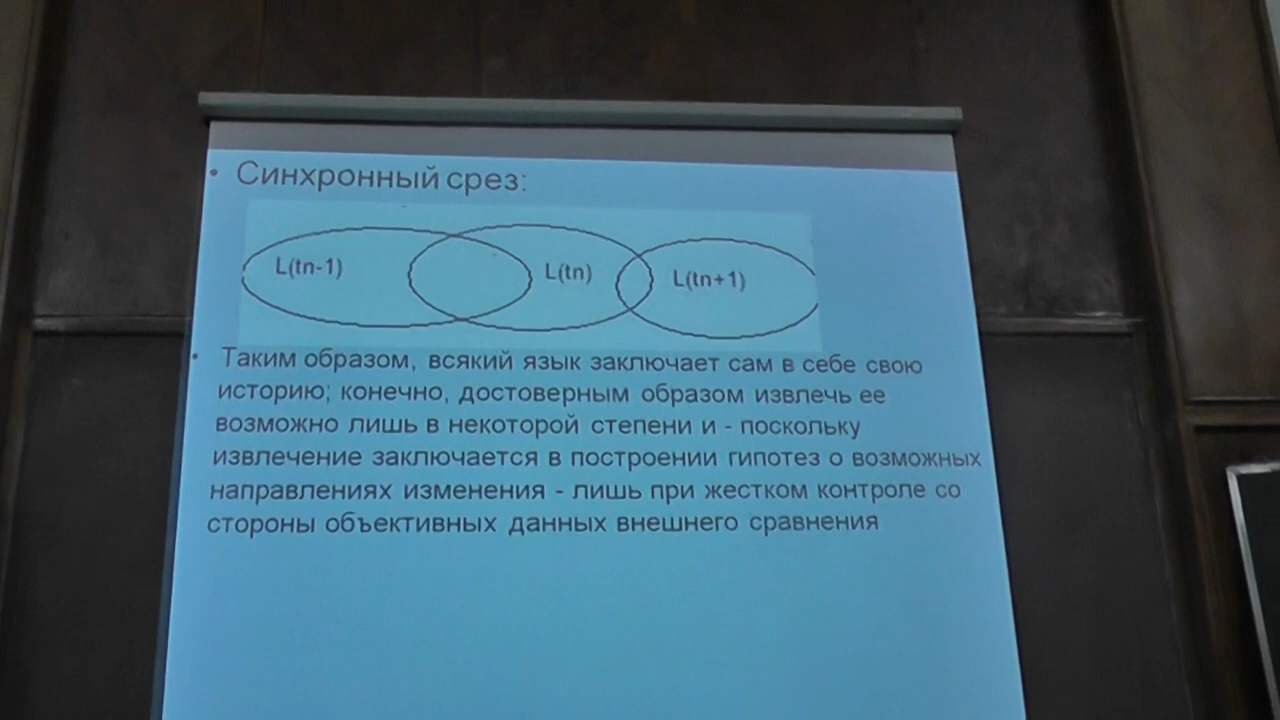 • Синхронный срез:
L(tn-1) L(tn) L(tn+1)
• Таким образом, всякий язык заключает сам в себе свою
историю; конечно, достоверным образом извлечь ее
возможно лишь в некоторой степени и - поскольку
извлечение заключается в построении гипотез о возможных
направлениях изменения - лишь при жестком контроле со
стороны объективных данных внешнего сравнения